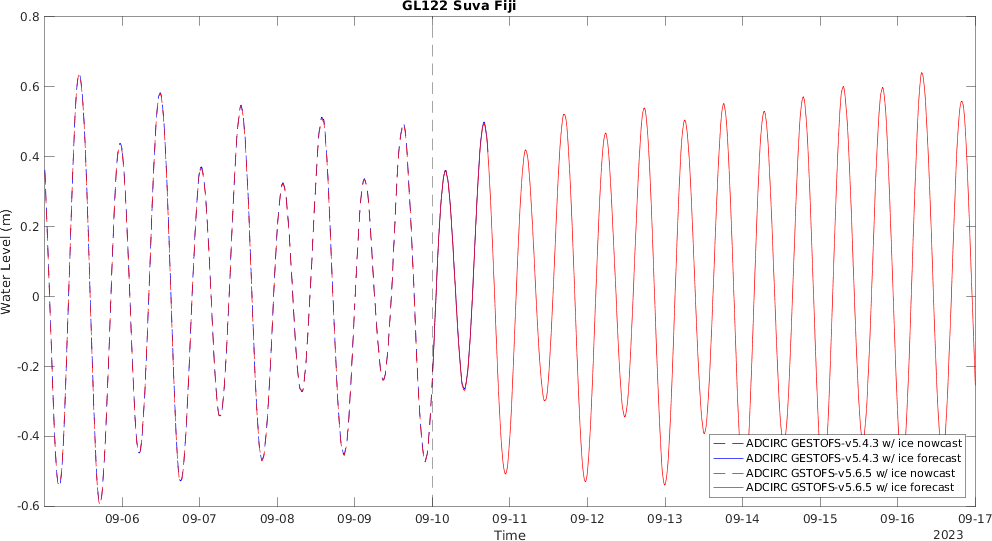 GL122 Suva Fiji
0.8
0.6
0.4
0.2
0
-0.2
-0.4
-0.6
Water Level (m)
ADCIRC GESTOFS-v5.4.3 w/ ice nowcast
ADCIRC GESTOFS-v5.4.3 w/ ice forecast
ADCIRC GSTOFS-v5.6.5 w/ ice nowcast
ADCIRC GSTOFS-v5.6.5 w/ ice forecast
09-06 09-07 09-08 09-09 09-10 09-11 09-12 09-13 09-14 09-15 09-16 09-17
Time
2023